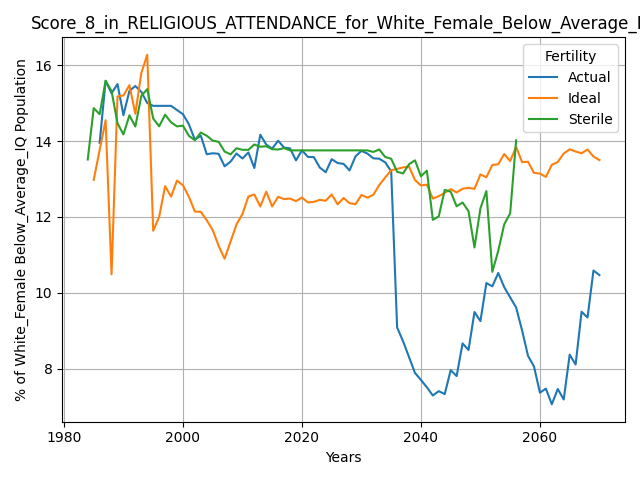 Score_8_in_RELIGIOUS_ATTENDANCE_for_White_Female_Below_Average_I
% of White_Female Below_Average_IQ Population
16
14
12
10
8
Fertility
Actual
Ideal
Sterile
1980
2000
2020
2040
2060
Years